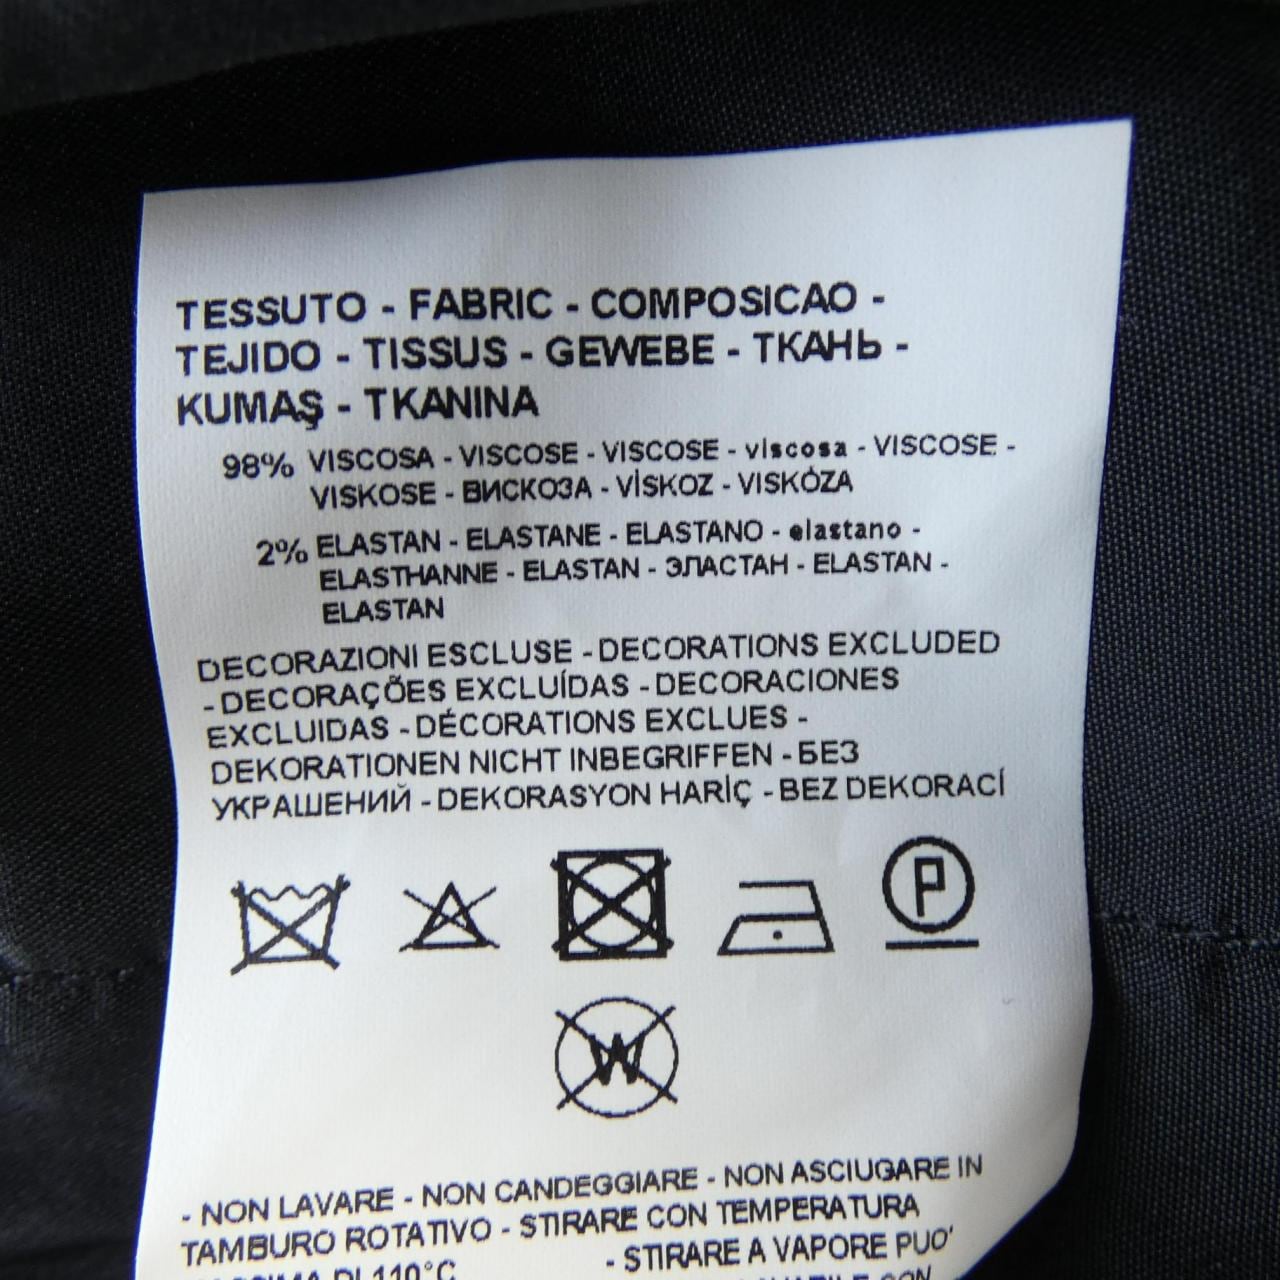 TESSUTO - FABRIC - COMPOSICAO -
TEJIDO - TISSUS - GEWEBE - ТКАНЬ -
KUMAŞ - TKANINA
98% VISCOSA - VISCOSE - VISCOSE - viscosa - VISCOSE -
VISKOSE - ВИСКОЗА - VİSKOZ - VISKÓZA
2% ELASTAN - ELASTANE - ELASTANO - elastano -
ELASTHANNE - ELASTAN - ЭЛАСТАН - ELASTAN -
ELASTAN
DECORAZIONI ESCLUSE - DECORATIONS EXCLUDED
- DECORAÇÕES EXCLUÍDAS - DECORACIONES
EXCLUIDAS - DÉCORATIONS EXCLUES -
DEKORATIONEN NICHT INBEGRIFFEN - БЕЗ
УКРАШЕНИЙ - DEKORASYON HARİÇ - BEZ DEKORACÍ
P
W
- NON LAVARE - NON CANDEGGIARE - NON ASCIUGARE IN
TAMBURO ROTATIVO - STIRARE CON TEMPERATURA
DI 110°C - STIRARE A VAPORE PUO'
CON